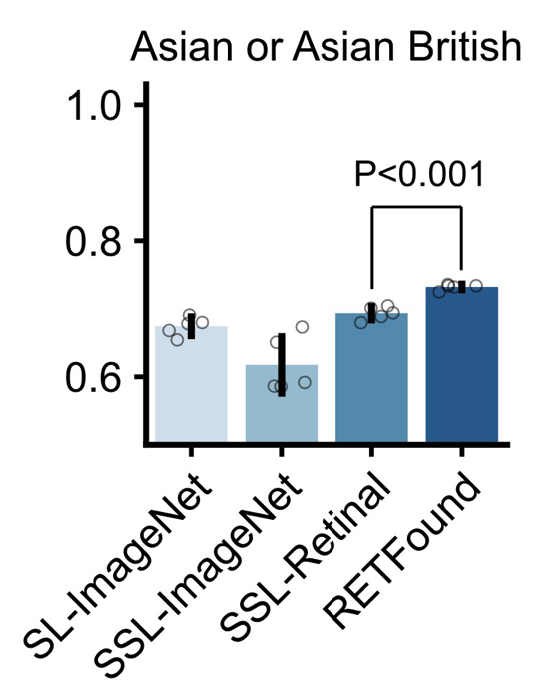 Asian or Asian British
1.0
P<0.001
0.8
0.6
SL-ImageNet
SSL-ImageNet
SSL-Retinal
RETFound